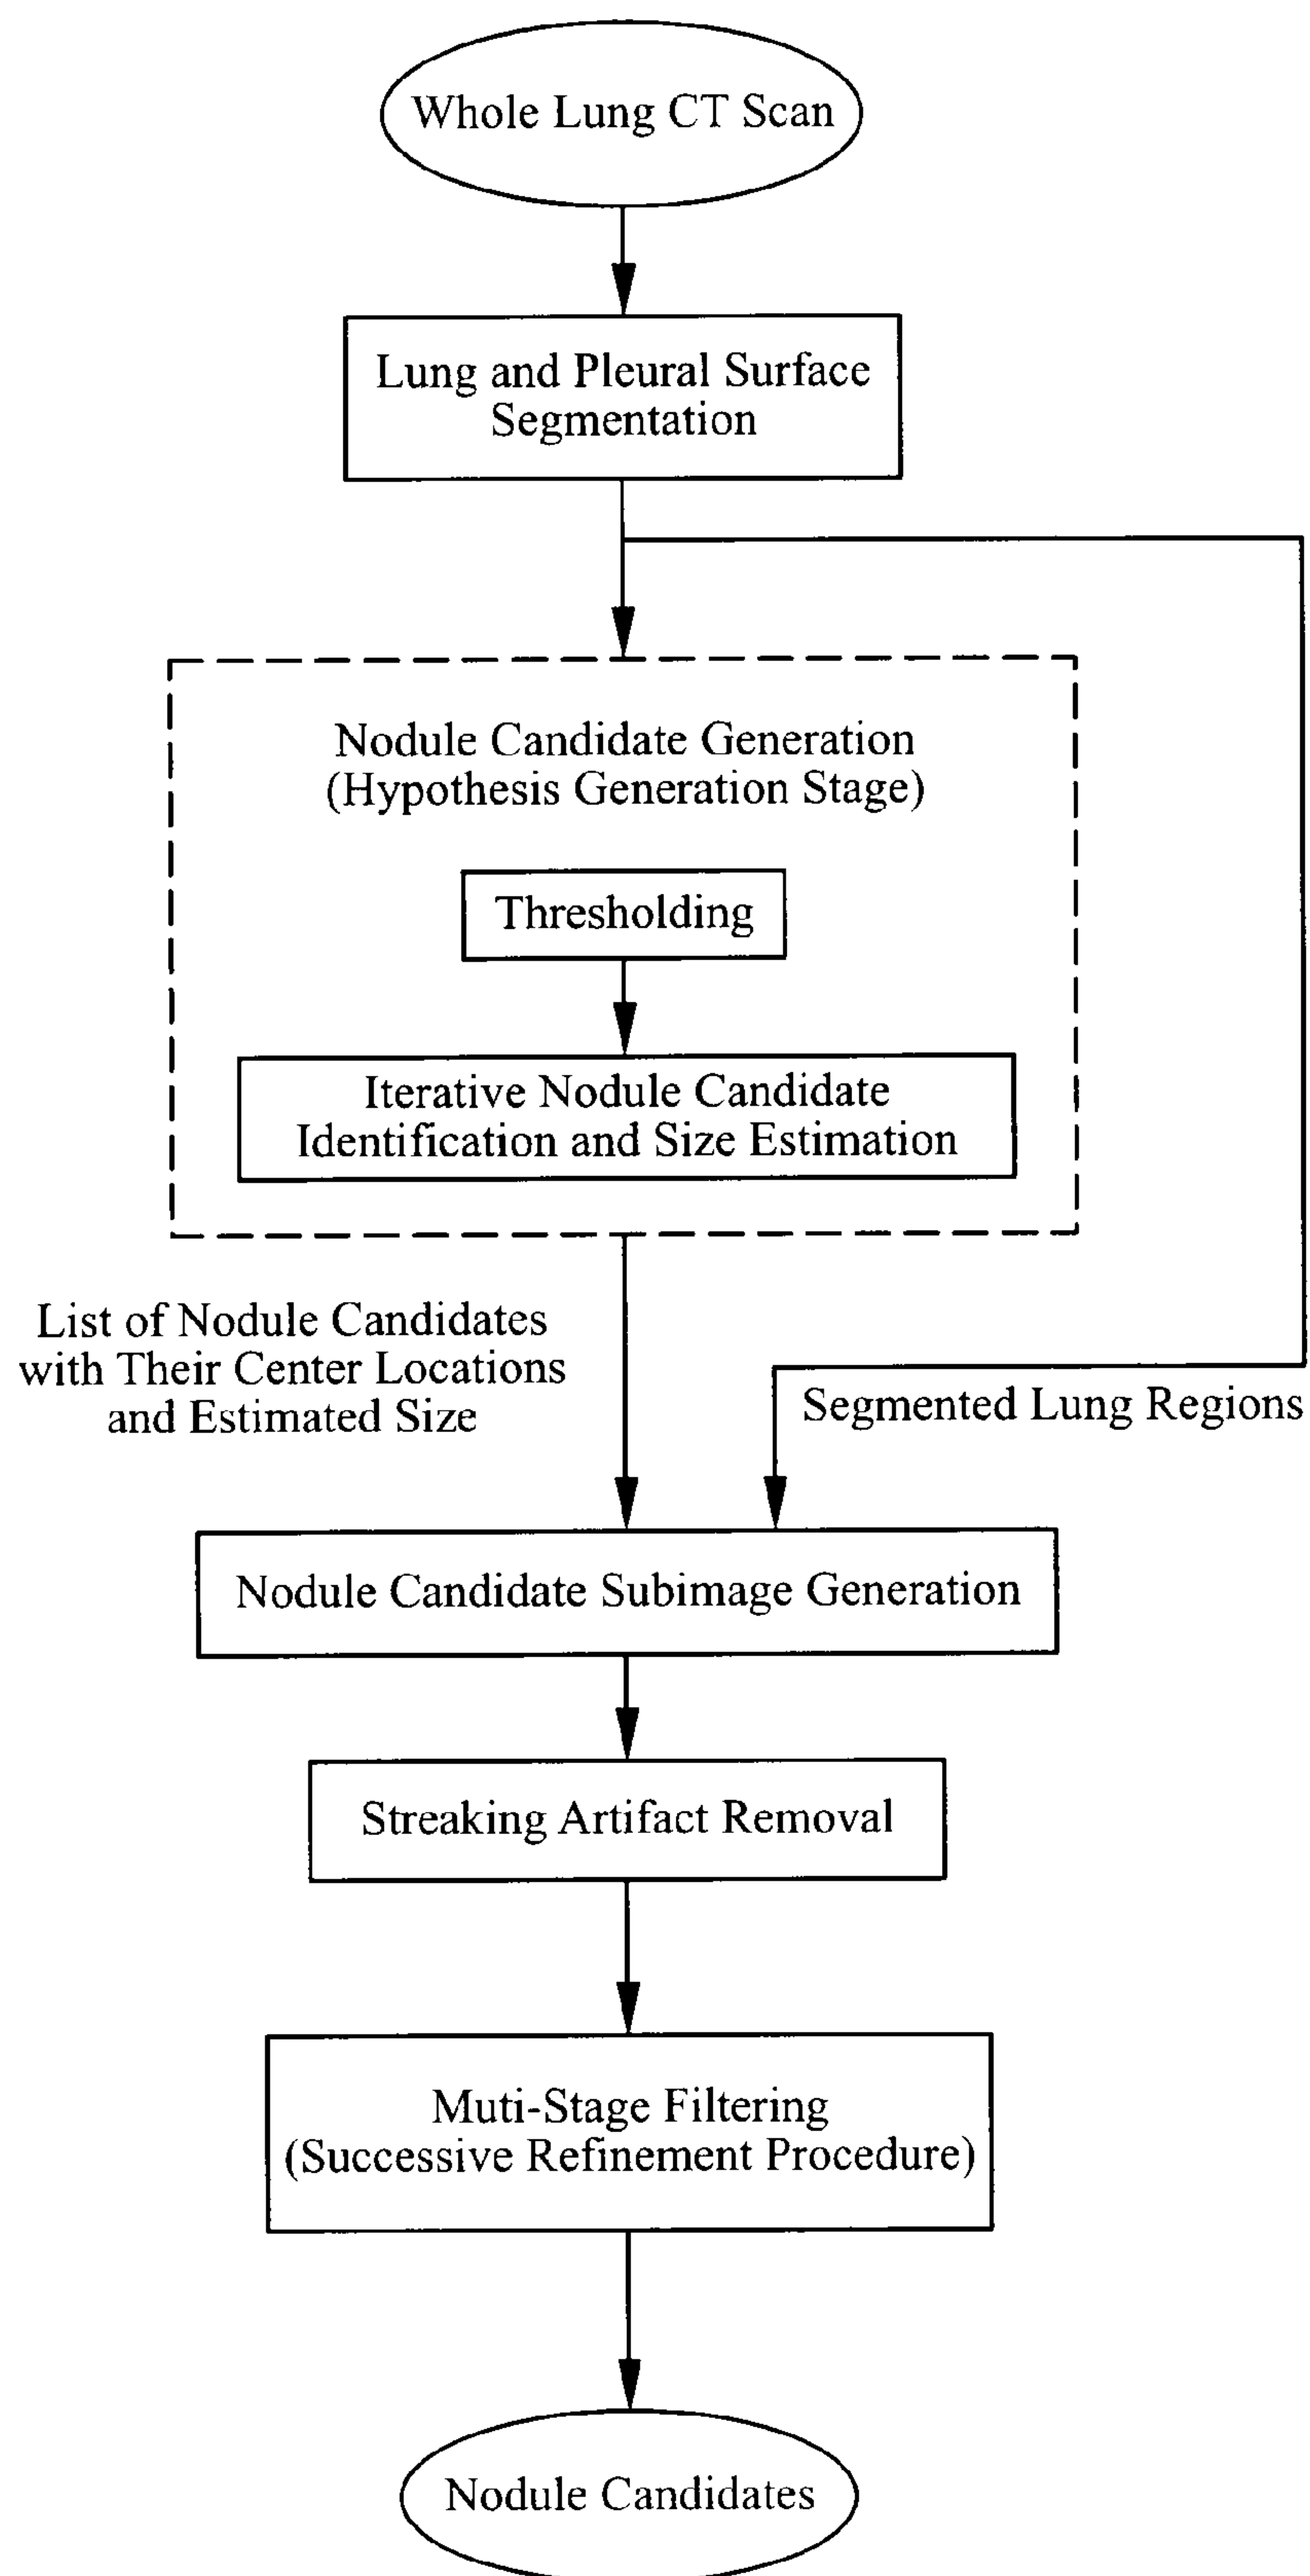 Whole Lung CT Scan
Lung and Pleural Surface
Segmentation
Nodule Candidate Generation
(Hypothesis Generation Stage)
Thresholding
Iterative Nodule Candidate
Identification and Size Estimation
List of Nodule Candidates
with Their Center Locations
and Estimated Size
Segmented Lung Regions
Nodule Candidate Subimage Generation
Streaking Artifact Removal
Muti-Stage Filtering
(Successive Refinement Procedure)
Nodule Candidates